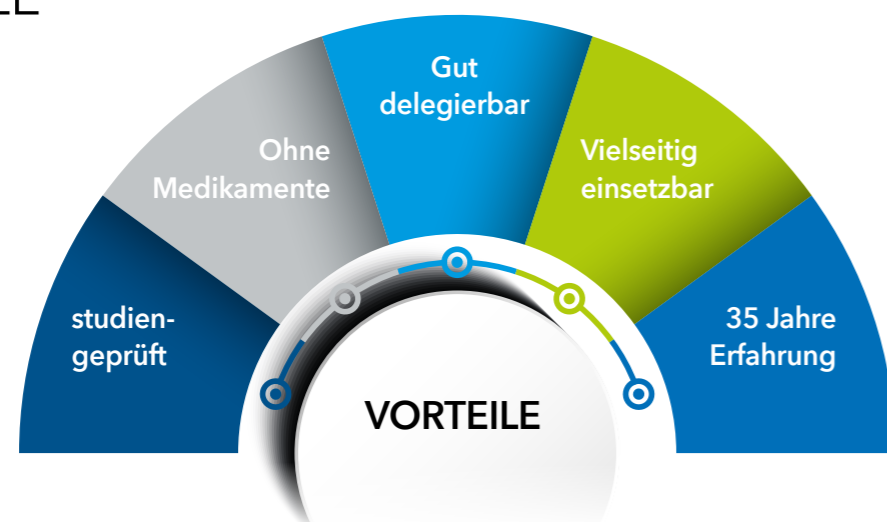 studien-
geprüft
Ohne
Medikamente
Gut
delegierbar
Vielseitig
einsetzbar
35 Jahre
Erfahrung
VORTEILE